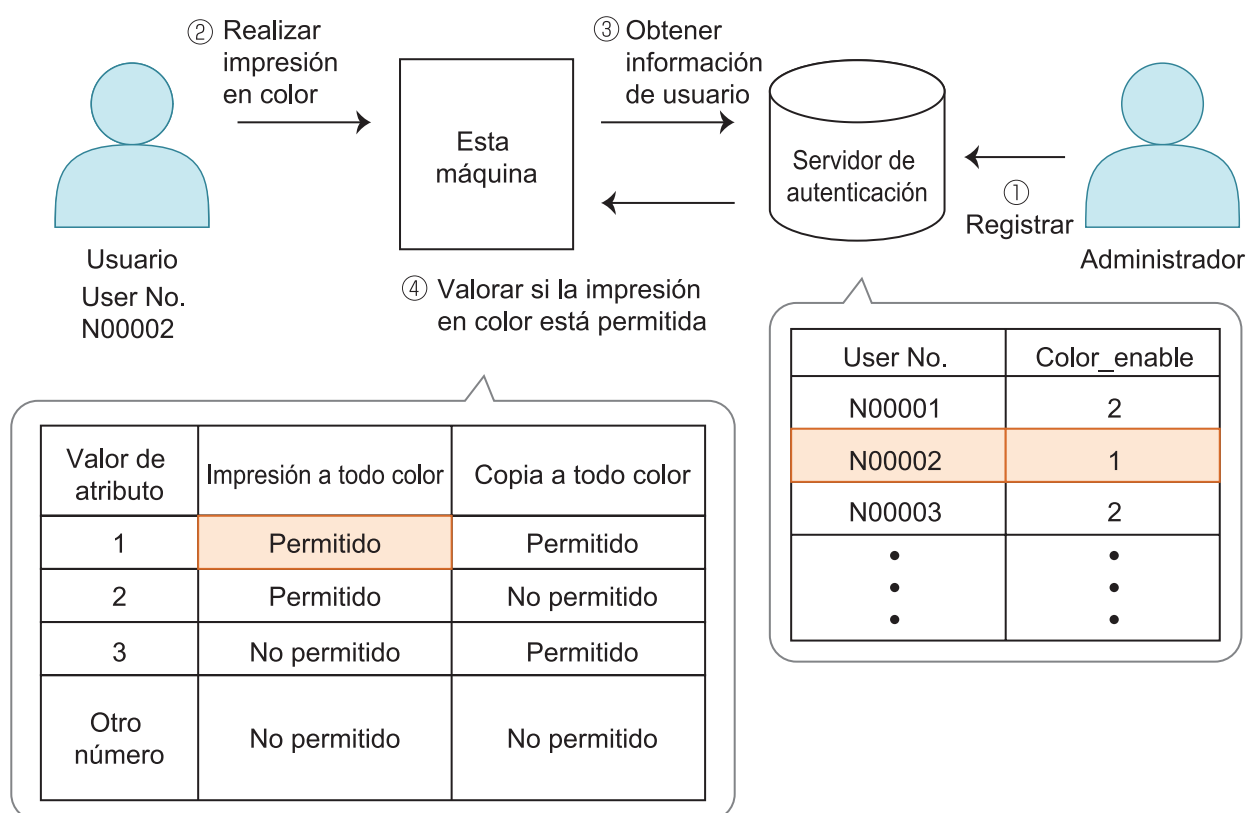 ② Realizar
impresión
en color
③ Obtener
información
de usuario
Esta
máquina
Servidor de
autenticación
①
Registrar
Usuario
User No.
N00002
Administrador
④ Valorar si la impresión
en color está permitida
User No. Color_enable
N00001 2
N00002 1
N00003 2
Valor de
atributo
Impresión a todo color Copia a todo color
1 Permitido Permitido
2 Permitido No permitido
3 No permitido Permitido
Otro
número
No permitido No permitido